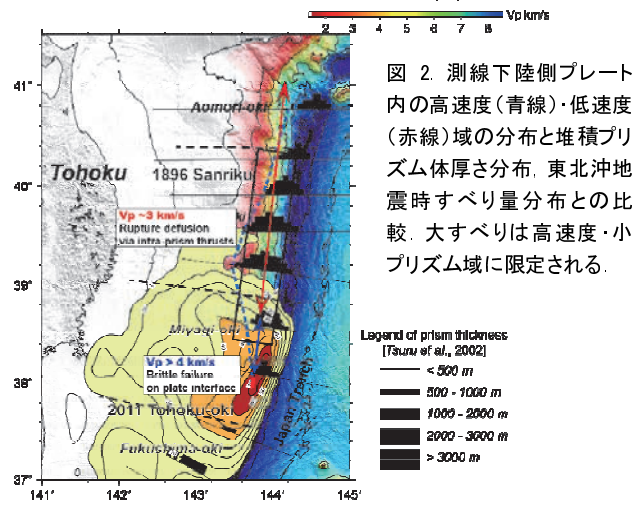 Vp km/s
2 3 4 5 6 7 8
41°
40°
39°
38°
37°
141° 142° 143° 144° 145°
Aomori-oki
Tohoku
1896 Sanriku
Vp ~3 km/s
Rupture defusion
via intra-prism thrusts
Miyagi-oki
Vp > 4 km/s
Brittle failure
on plate interface
2011 Tohoku-oki
Fukushima-oki
Japan Trench
図 2. 測線下陸側プレート
内の高速度(青線)・低速度
(赤線)域の分布と堆積プリ
ズム体厚さ分布, 東北沖地
震時すべり量分布との比
較. 大すべりは高速度・小
プリズム域に限定される.
Legend of prism thickness
[Tsuru et al., 2002]
< 500 m
500 - 1000 m
1000 - 2000 m
2000 - 3000 m
> 3000 m